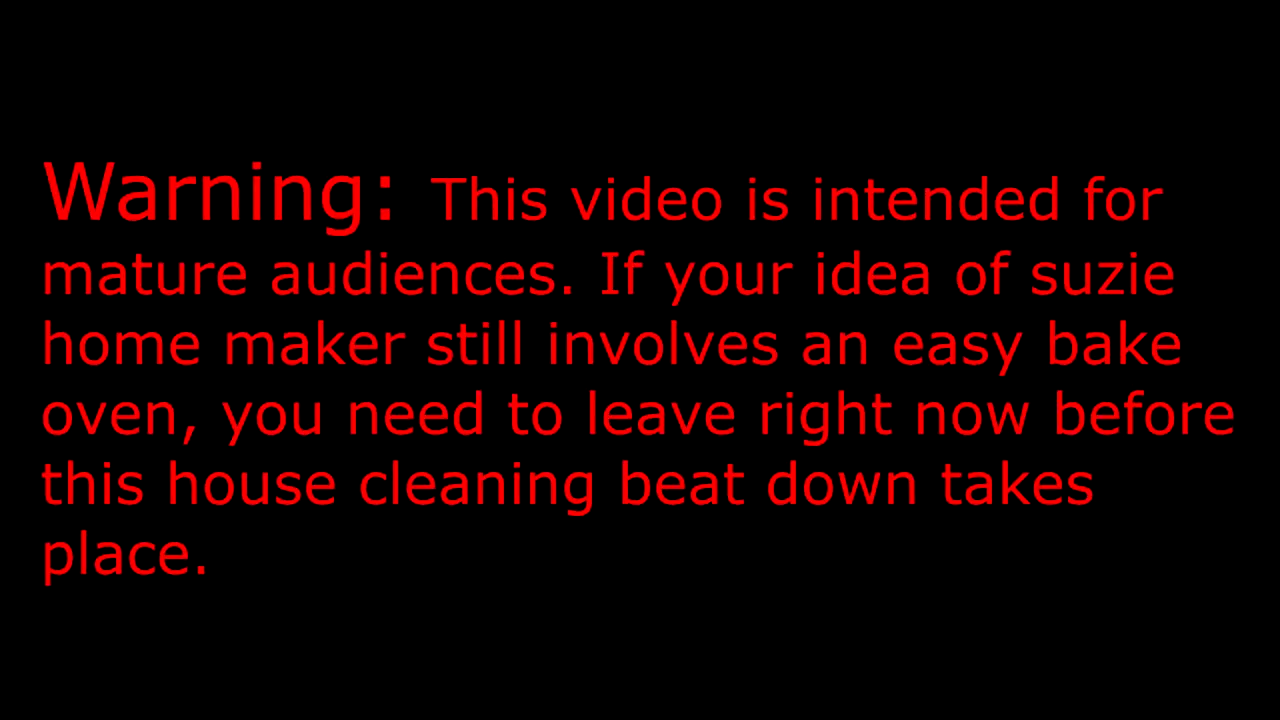 Warning: This video is intended for
mature audiences. If your idea of suzie
home maker still involves an easy bake
oven, you need to leave right now before
this house cleaning beat down takes
place.